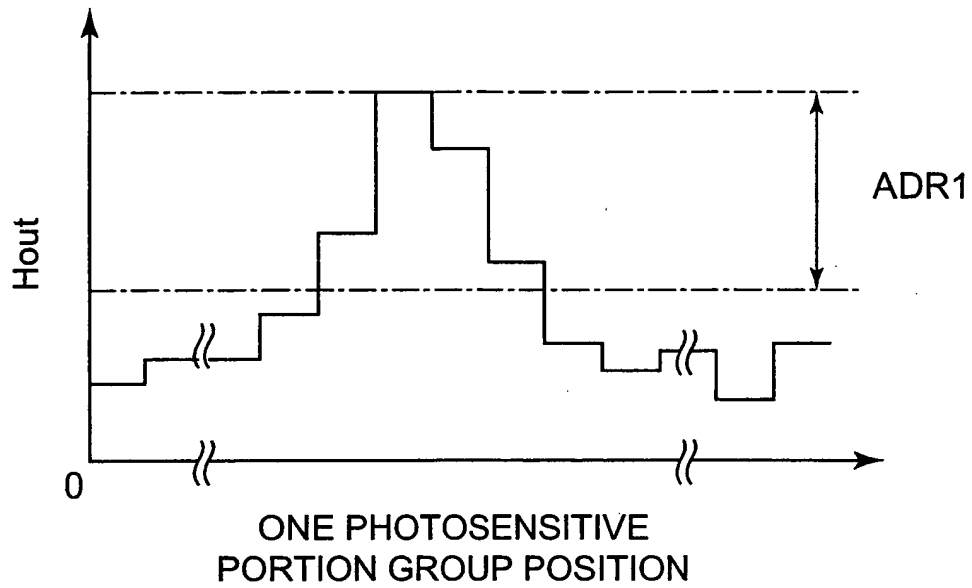 Hout
ADR1
0
ONE PHOTOSENSITIVE
PORTION GROUP POSITION